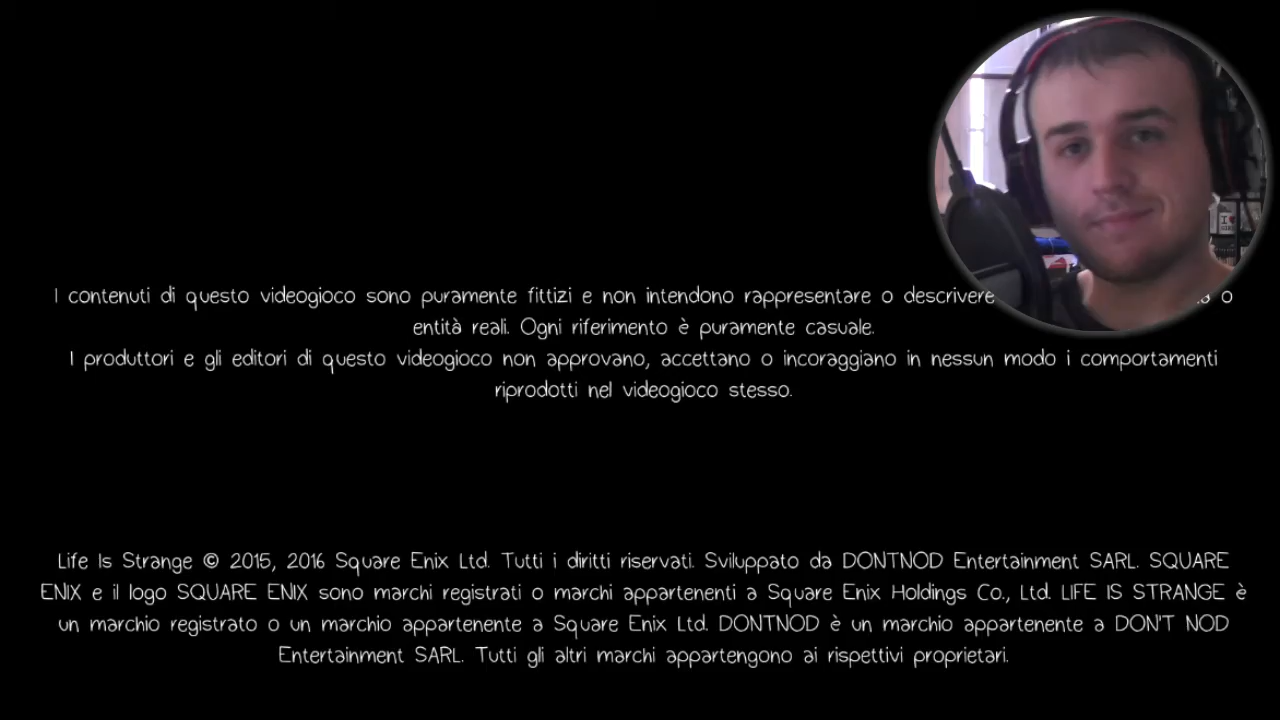 I contenuti di questo videogioco sono puramente fittizi e non intendono rappresentare o descrivere o
entità reali. Ogni riferimento è puramente casuale.
I produttori e gli editori di questo videogioco non approvano, accettano o incoraggiano in nessun modo i comportamenti
riprodotti nel videogioco stesso.
Life Is Strange © 2015, 2016 Square Enix Ltd. Tutti i diritti riservati. Sviluppato da DONTNOD Entertainment SARL. SQUARE
ENIX e il logo SQUARE ENIX sono marchi registrati o marchi appartenenti a Square Enix Holdings Co., Ltd. LIFE IS STRANGE è
un marchio registrato o un marchio appartenente a Square Enix Ltd. DONTNOD è un marchio appartenente a DON'T NOD
Entertainment SARL. Tutti gli altri marchi appartengono ai rispettivi proprietari.